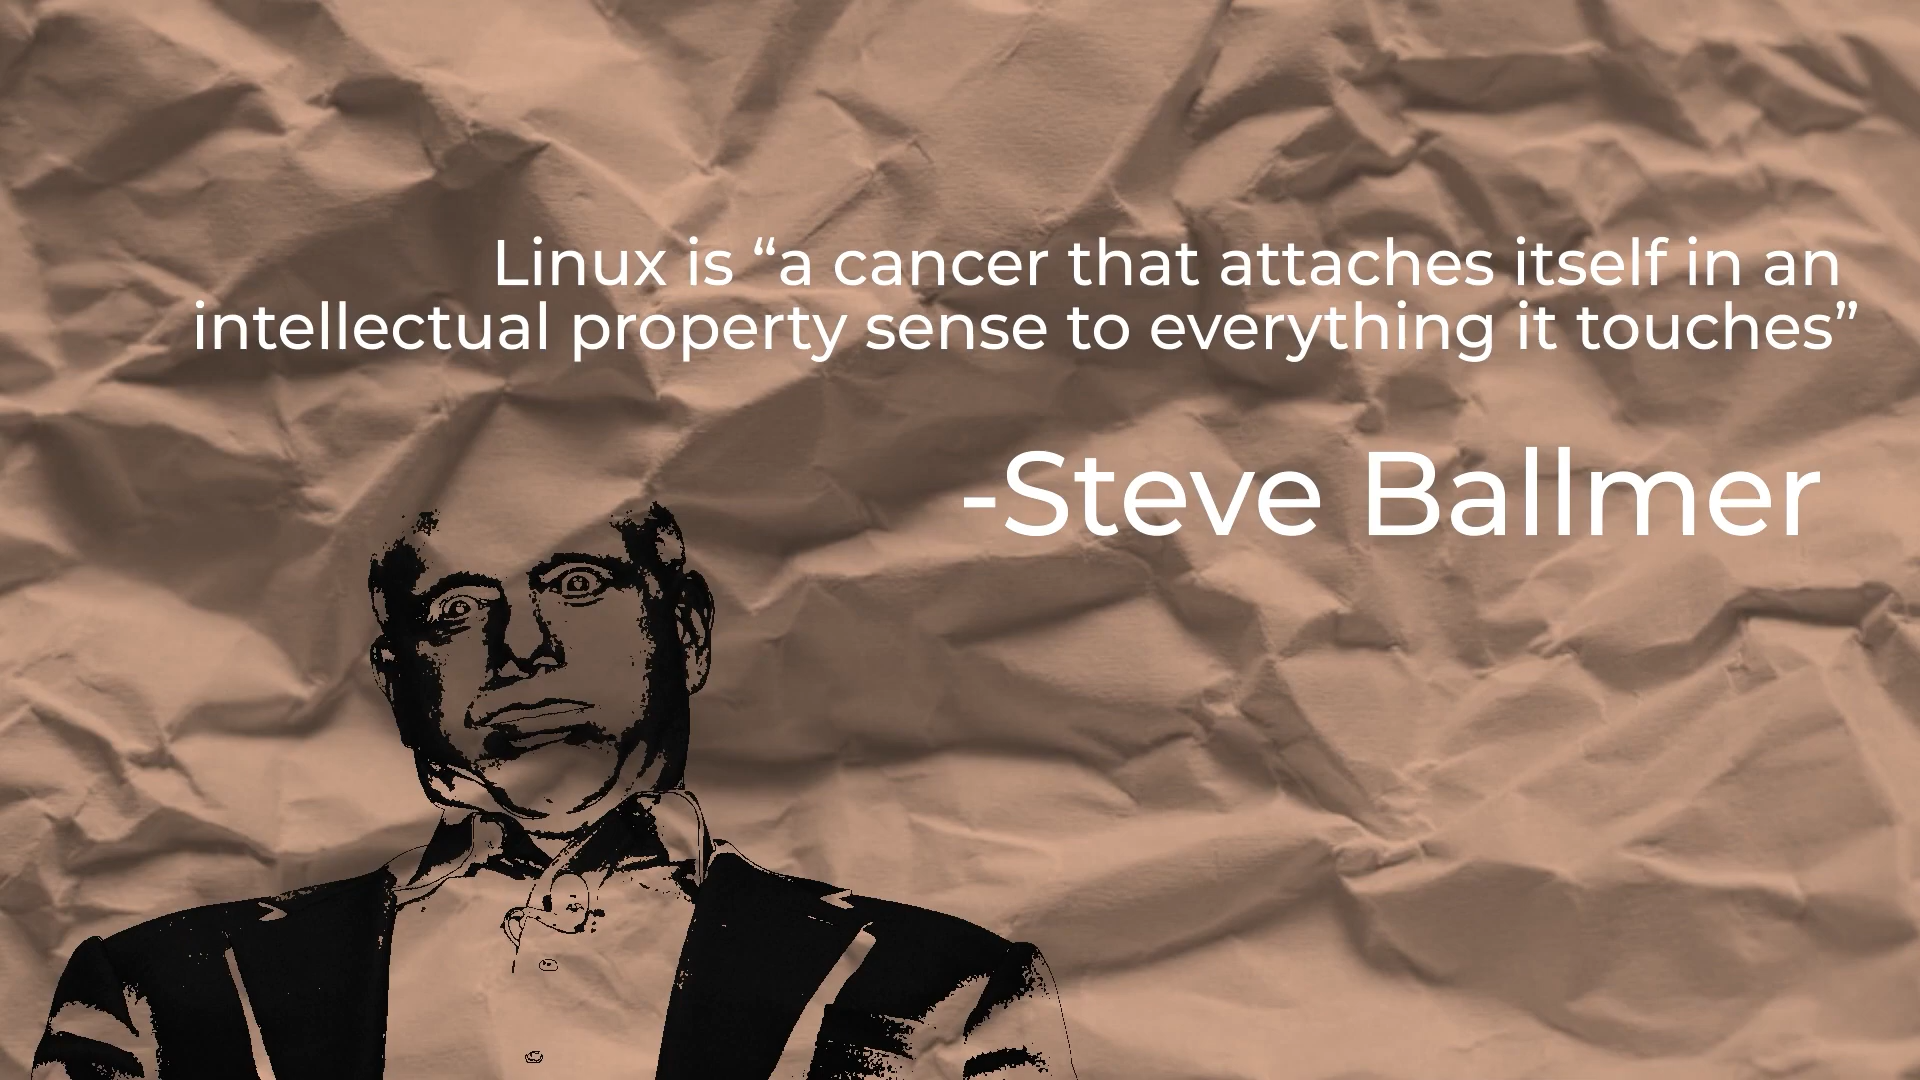 Linux is “a cancer that attaches itself in an
intellectual property sense to everything it touches”
-Steve Ballmer